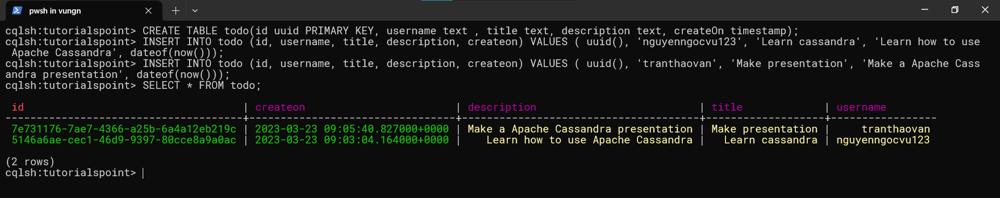 pwsh in vungn
cqlsh:tutorialspoint> CREATE TABLE todo(id uuid PRIMARY KEY, username text , title text, description text, createOn timestamp);
cqlsh:tutorialspoint> INSERT INTO todo (id, username, title, description, createon) VALUES ( uuid(), 'nguyenngocvu123', 'Learn cassandra', 'Learn how to use
 Apache Cassandra', dateof(now()));
cqlsh:tutorialspoint> INSERT INTO todo (id, username, title, description, createon) VALUES ( uuid(), 'tranthaovan', 'Make presentation', 'Make a Apache Cass
andra presentation', dateof(now()));
cqlsh:tutorialspoint> SELECT * FROM todo;
 id                                   | createon                        | description                          | title             | username
--------------------------------------+---------------------------------+--------------------------------------+-------------------+-----------------
 7e731176-7ae7-4366-a25b-6a4a12eb219c | 2023-03-23 09:05:40.827000+0000 | Make a Apache Cassandra presentation | Make presentation |     tranthaovan
 5146a6ae-cec1-46d9-9397-80cce8a9a0ac | 2023-03-23 09:03:04.164000+0000 |    Learn how to use Apache Cassandra |   Learn cassandra | nguyenngocvu123
(2 rows)
cqlsh:tutorialspoint>